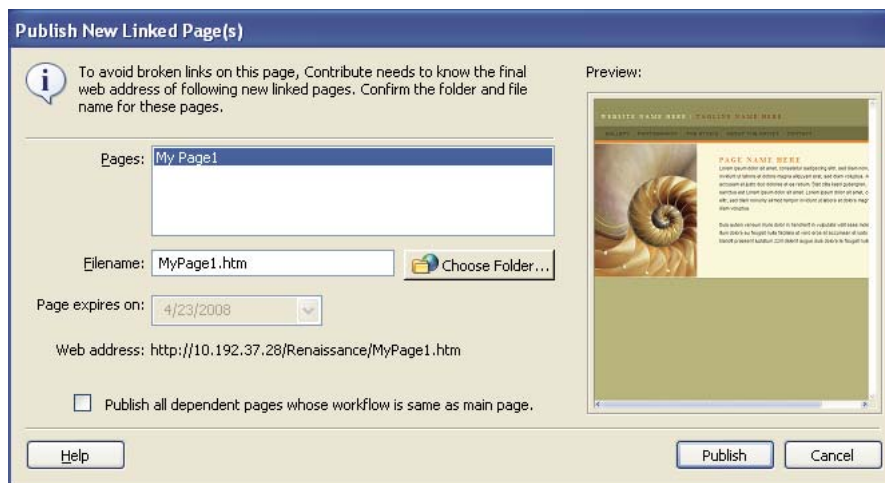 Publish New Linked Page(s)
To avoid broken links on this page, Contribute needs to know the final
web address of following new linked pages. Confirm the folder and file
name for these pages.
Preview:
Pages:
My Page1
Filename:
MyPage1.htm
Choose Folder...
Page expires on:
4/23/2008
Web address: http://10.192.37.28/Renaissance/MyPage1.htm
Publish all dependent pages whose workflow is same as main page.
WEBSITE NAME HERE / TAGLINE NAME HERE
PAGE NAME HERE
Help
Publish
Cancel